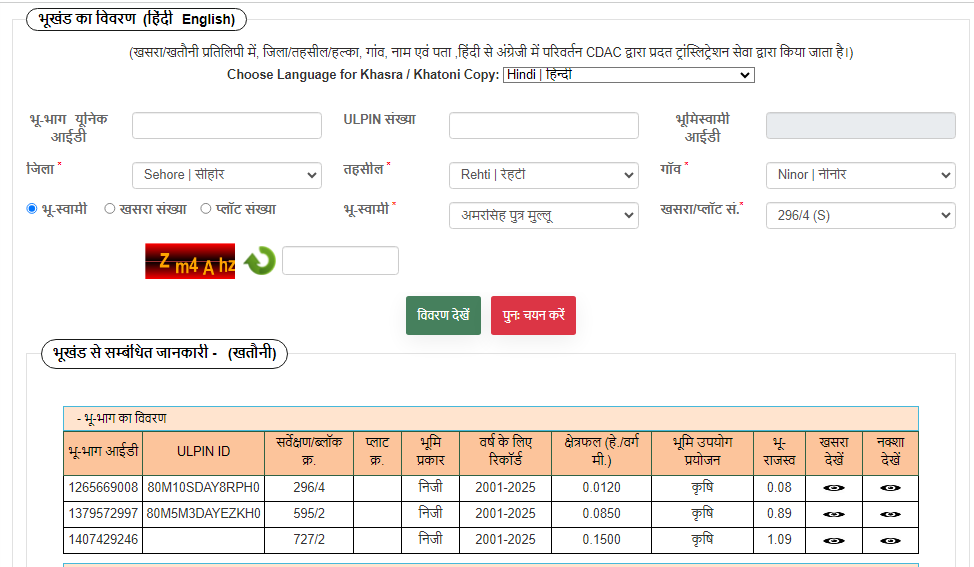 भूखंड का विवरण (हिंदी English)
(खसरा/खतौनी प्रतिलिपी में, जिला/तहसील/हल्का, गांव, नाम एवं पता ,हिंदी से अंग्रेजी में परिवर्तन CDAC द्वारा प्रदत ट्रांस्लिट्रेशन सेवा द्वारा किया जाता है।)
Choose Language for Khasra / Khatoni Copy: Hindi | हिन्दी
भू-भाग यूनिक आईडी ULPIN संख्या भूमिस्वामी आईडी
जिला * Sehore | सीहोर तहसील * Rehti | रेहटी गाँव * Ninor | नीनोर
भू-स्वामी खसरा संख्या प्लॉट संख्या भू-स्वामी * अमरसिह पुत्र मुल्लू खसरा/प्लॉट सं.* 296/4 (S)
Z m4 A hz
विवरण देखें पुनः चयन करें
भूखंड से सम्बंधित जानकारी - (खतौनी)
- भू-भाग का विवरण
भू-भाग आईडी ULPIN ID सर्वेक्षण/ब्लॉक क्र. प्लाट क्र. भूमि प्रकार वर्ष के लिए रिकॉर्ड क्षेत्रफल (हे./वर्ग मी.) भूमि उपयोग प्रयोजन भू-राजस्व खसरा देखें नक्शा देखें
1265669008 80M10SDAY8RPH0 296/4 निजी 2001-2025 0.0120 कृषि 0.08
1379572997 80M5M3DAYEZKH0 595/2 निजी 2001-2025 0.0850 कृषि 0.89
1407429246 727/2 निजी 2001-2025 0.1500 कृषि 1.09